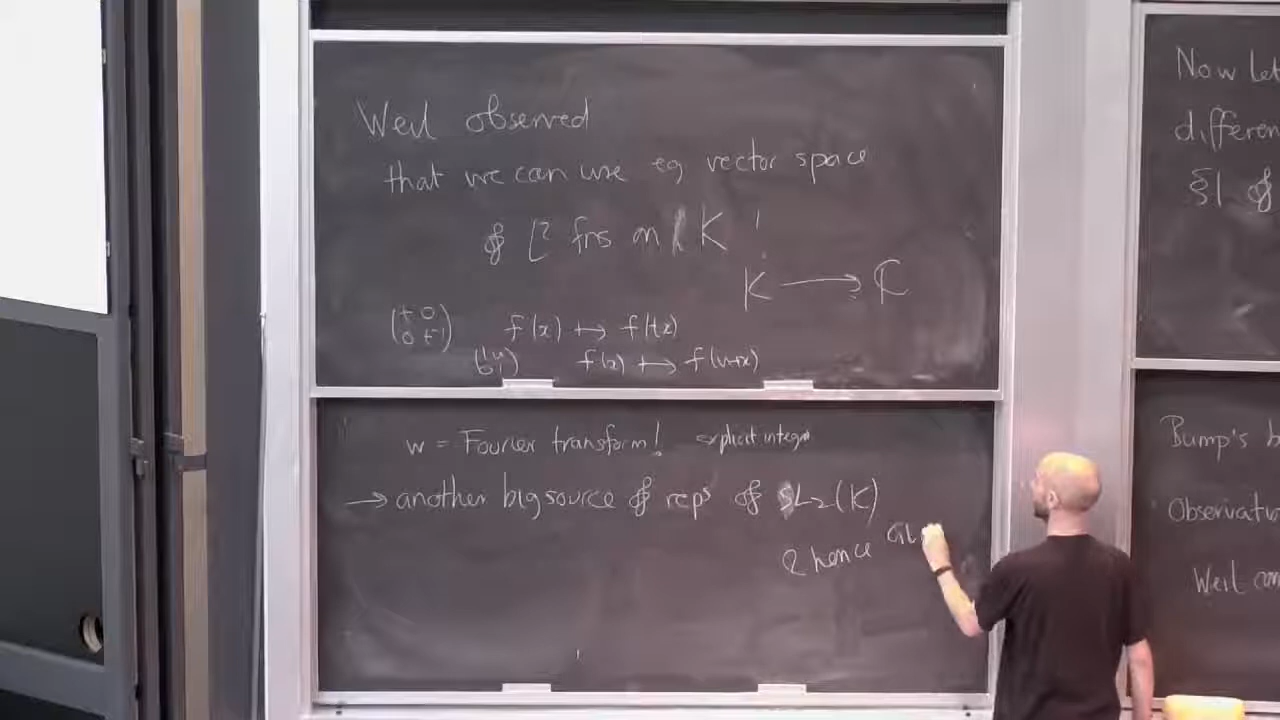 Weil observed
that we can use eg vector space
of L² fns on K!
K → C
(t 0
0 t⁻¹) f(x) ↦ f(tx)
(1 u
0 1) f(x) ↦ f(u+x)
w = Fourier transform! explicit integral
→ another big source of reps of SL₂(K)
& hence GL
Now let
differen
§1 of
Bump's b
Observatio
Weil con